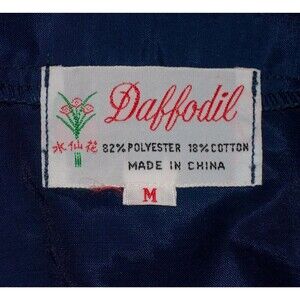 Daffodil
水仙花
82% POLYESTER 18% COTTON
MADE IN CHINA
M